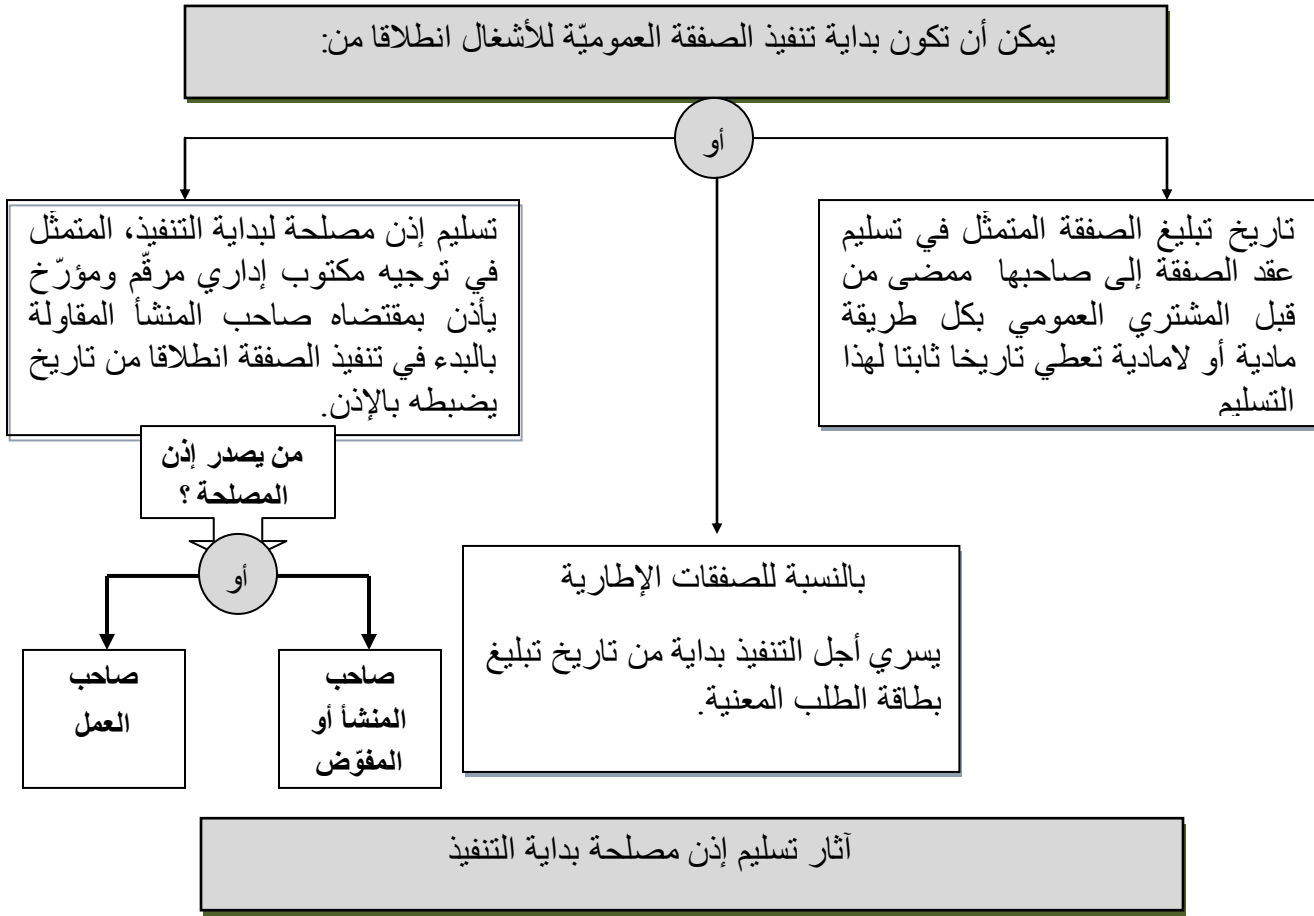 يمكن أن تكون بداية تنفيذ الصفقة العموميّة للأشغال انطلاقا من:
أو
تاريخ تبليغ الصفقة المتمثّل في تسليم
عقد الصفقة إلى صاحبها ممضى من
قبل المشتري العمومي بكل طريقة
مادية أو لامادية تعطي تاريخا ثابتا لهذا
التسليم
تسليم إذن مصلحة لبداية التنفيذ، المتمثّل
في توجيه مكتوب إداري مرقّم ومؤرّخ
يأذن بمقتضاه صاحب المنشأ المقاولة
بالبدء في تنفيذ الصفقة انطلاقا من تاريخ
يضبطه بالإذن.
من يصدر إذن
المصلحة ؟
أو
صاحب
المنشأ أو
المفوّض
صاحب
العمل
بالنسبة للصفقات الإطارية
يسري أجل التنفيذ بداية من تاريخ تبليغ
بطاقة الطلب المعنية.
آثار تسليم إذن مصلحة بداية التنفيذ